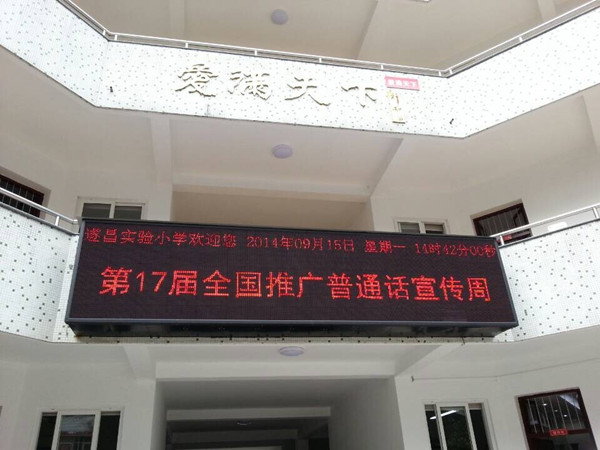 爱满天下
遂昌实验小学欢迎您 2014年09月15日 星期一 14时42分00秒
第17届全国推广普通话宣传周